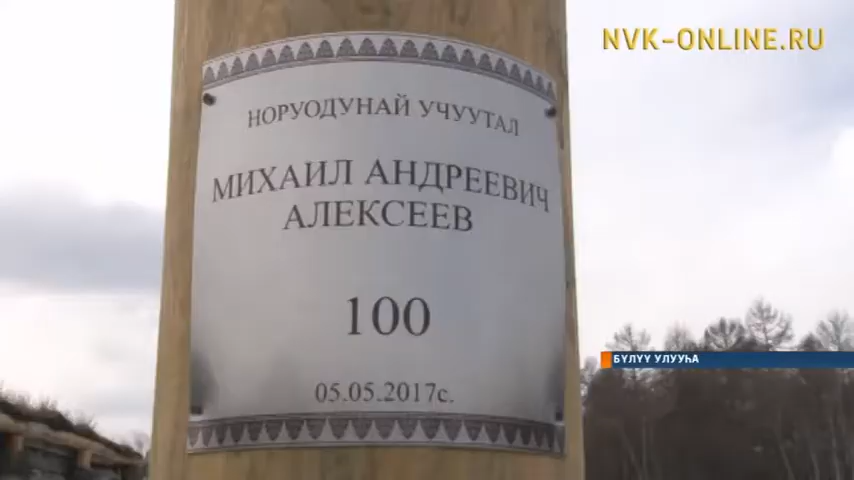 NVK-ONLINE.RU
НОРУОДУНАЙ УЧУУТАЛ
МИХАИЛ АНДРЕЕВИЧ
АЛЕКСЕЕВ
100
05.05.2017с.
БҮЛҮҮ УЛУУҺА